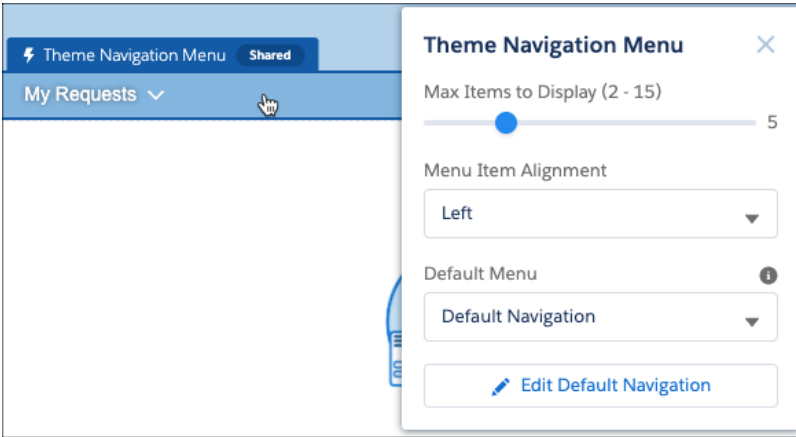 Theme Navigation Menu Shared
My Requests
Theme Navigation Menu
Max Items to Display (2 - 15)
5
Menu Item Alignment
Left
Default Menu
Default Navigation
Edit Default Navigation